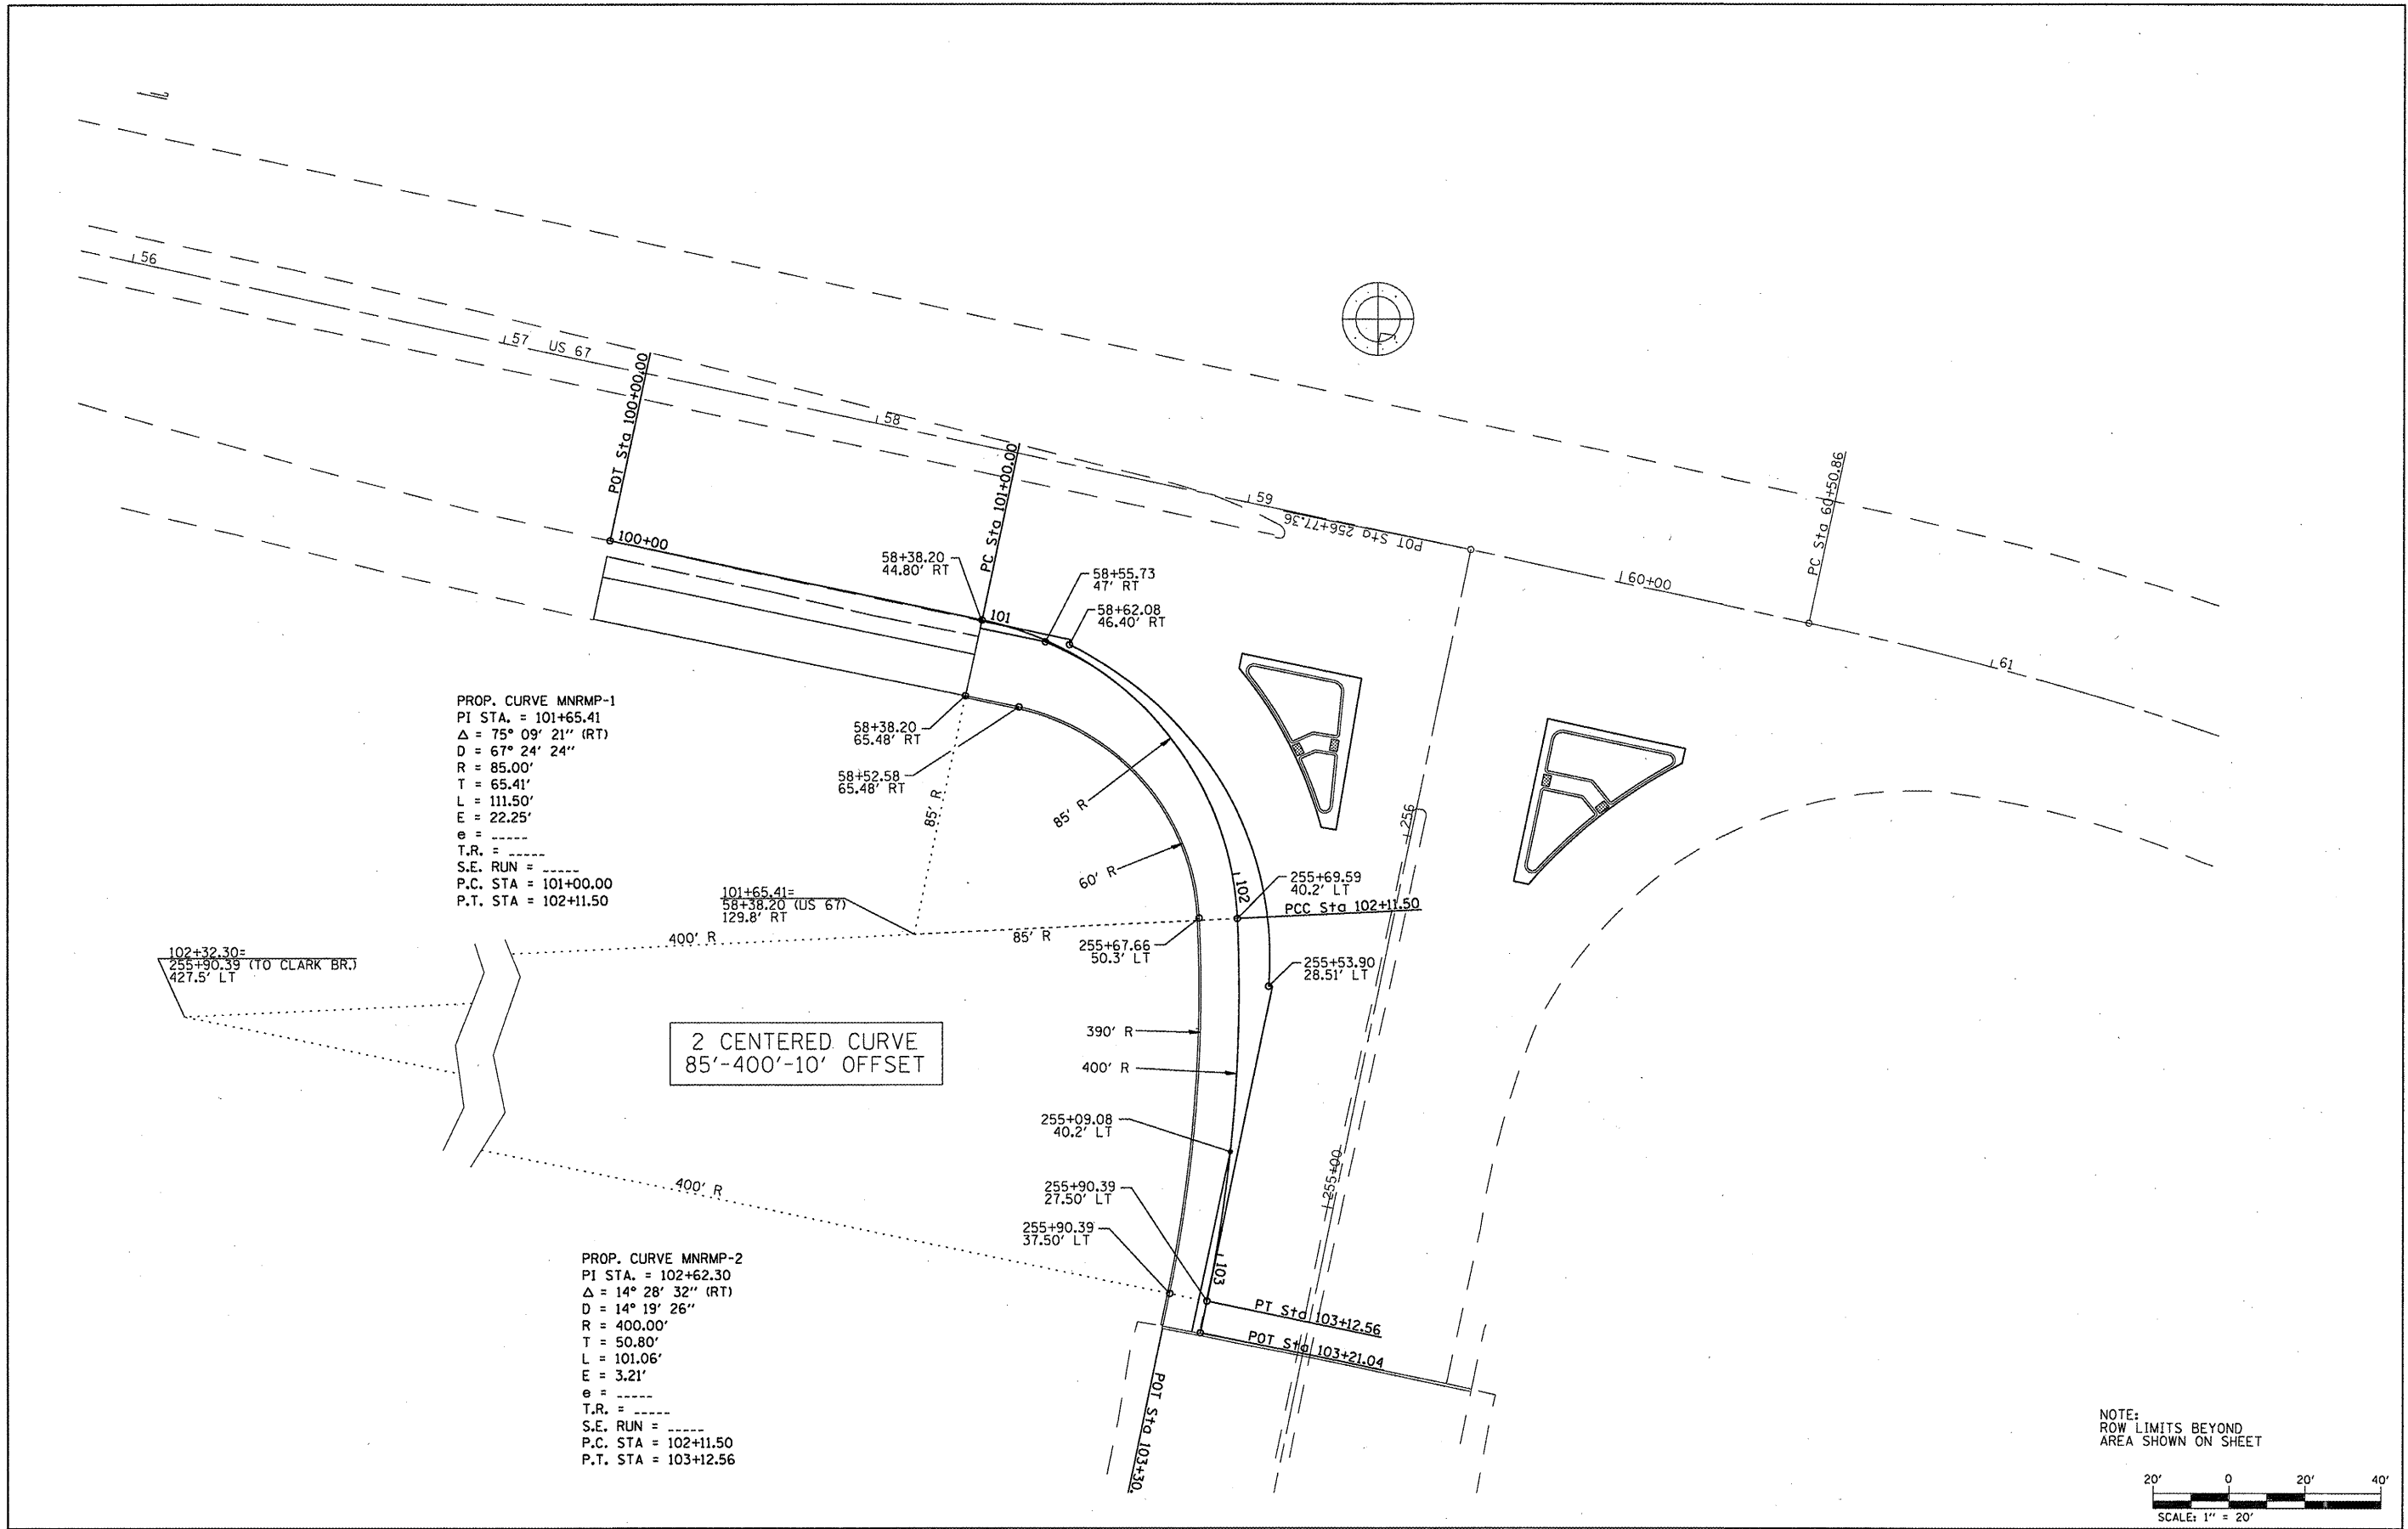 56
57 US 67
58
59
60+00
61
POT Sta 100+00.00
PC Sta 101+00.00
POT Sta 256+77.36
PC Sta 60+50.86
100+00
101
58+38.20
44.80' RT
58+55.73
47' RT
58+62.08
46.40' RT
58+38.20
65.48' RT
58+52.58
65.48' RT
PROP. CURVE MNRMP-1
PI STA. = 101+65.41
Δ = 75° 09' 21" (RT)
D = 67° 24' 24"
R = 85.00'
T = 65.41'
L = 111.50'
E = 22.25'
e = -----
T.R. = -----
S.E. RUN = -----
P.C. STA = 101+00.00
P.T. STA = 102+11.50
85' R
85' R
60' R
256
102
255+69.59
40.2' LT
PCC Sta 102+11.50
101+65.41=
58+38.20 (US 67)
129.8' RT
400' R
85' R
255+67.66
50.3' LT
102+32.30=
255+90.39 (TO CLARK BR.)
427.5' LT
255+53.90
28.51' LT
2 CENTERED CURVE
85'-400'-10' OFFSET
390' R
400' R
255+09.08
40.2' LT
255+00
400' R
255+90.39
27.50' LT
255+90.39
37.50' LT
103
PT Sta 103+12.56
POT Sta 103+21.04
POT Sta 103+30.
PROP. CURVE MNRMP-2
PI STA. = 102+62.30
Δ = 14° 28' 32" (RT)
D = 14° 19' 26"
R = 400.00'
T = 50.80'
L = 101.06'
E = 3.21'
e = -----
T.R. = -----
S.E. RUN = -----
P.C. STA = 102+11.50
P.T. STA = 103+12.56
NOTE:
ROW LIMITS BEYOND
AREA SHOWN ON SHEET
20' 0 20' 40'
SCALE: 1" = 20'